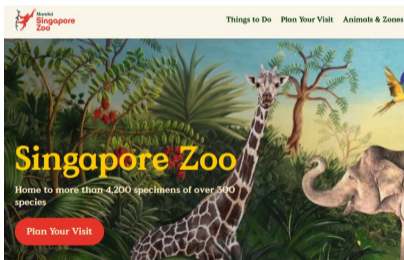 Mandai
Singapore
Zoo
Things to Do Plan Your Visit Animals & Zones
Singapore Zoo
Home to more than 4,200 specimens of over 300
species
Plan Your Visit